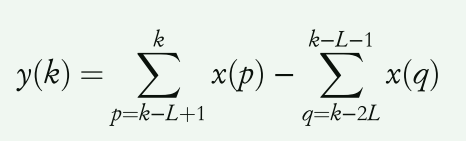 y(k) = \sum_{p=k-L+1}^{k} x(p) - \sum_{q=k-2L}^{k-L-1} x(q)